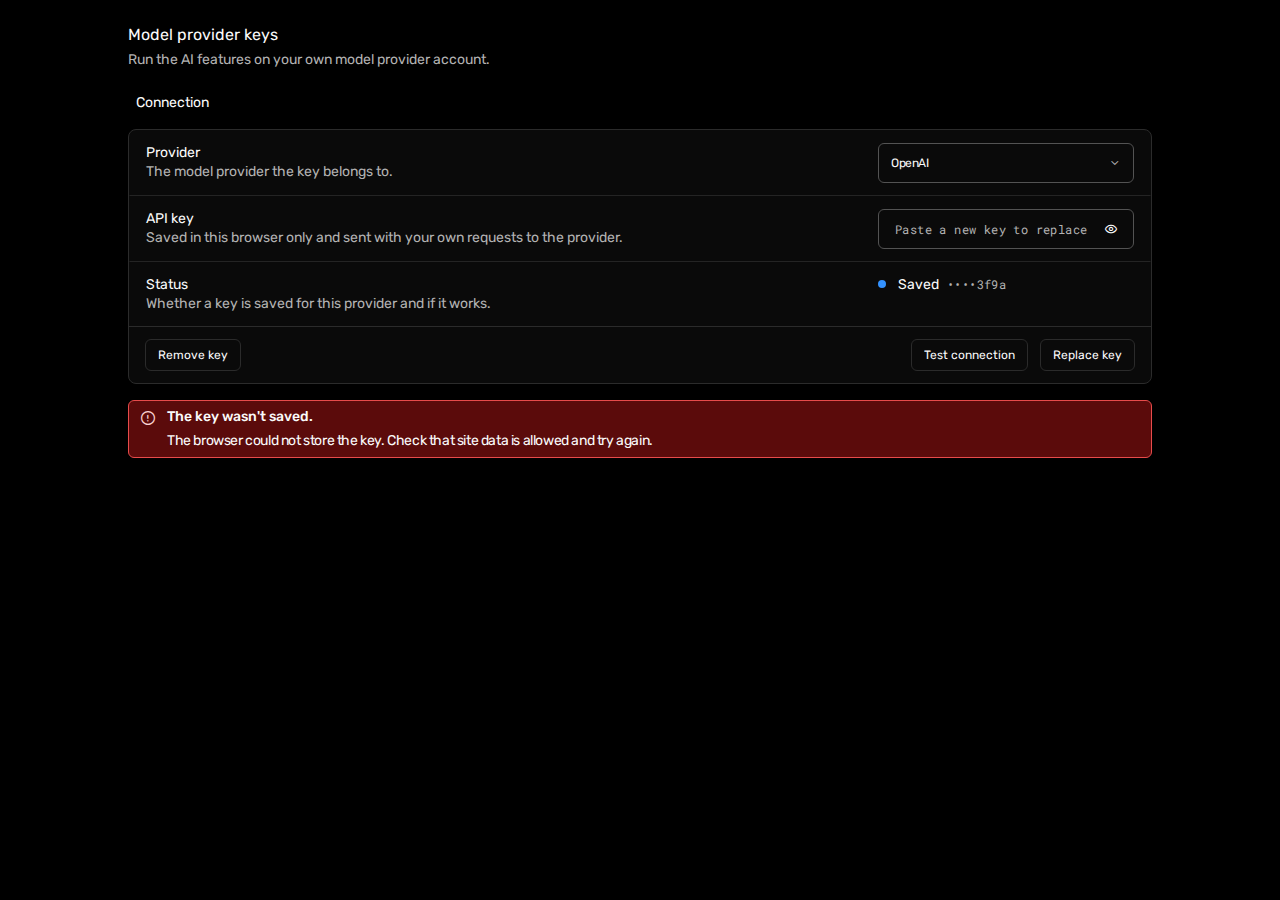 Model provider keys
Run the AI features on your own model provider account.
Connection
Provider
The model provider the key belongs to.
OpenAI
API key
Saved in this browser only and sent with your own requests to the provider.
Paste a new key to replace
Status
Whether a key is saved for this provider and if it works.
Saved ••••3f9a
Remove key
Test connection
Replace key
The key wasn't saved.
The browser could not store the key. Check that site data is allowed and try again.